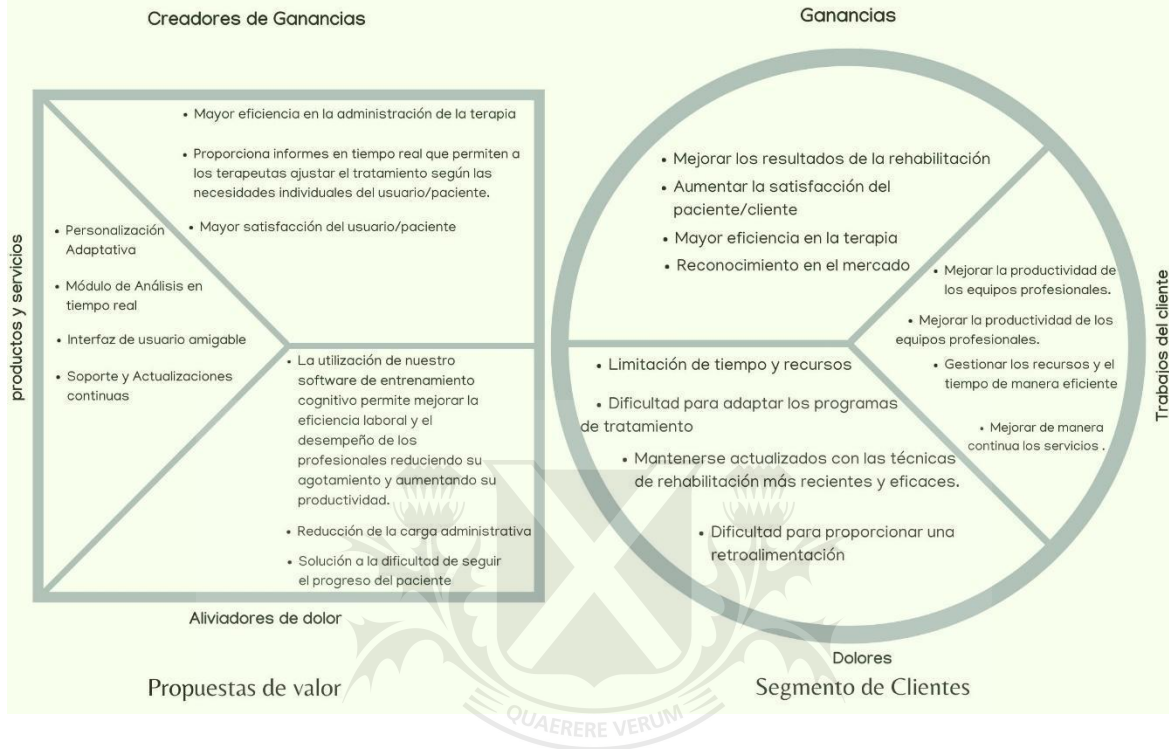 Creadores de Ganancias
• Mayor eficiencia en la administración de la terapia
• Proporciona informes en tiempo real que permiten a
los terapeutas ajustar el tratamiento según las
necesidades individuales del usuario/paciente.
• Mayor satisfacción del usuario/paciente
productos y servicios
• Personalización
Adaptativa
• Módulo de Análisis en
tiempo real
• Interfaz de usuario amigable
• Soporte y Actualizaciones
continuas
• La utilización de nuestro
software de entrenamiento
cognitivo permite mejorar la
eficiencia laboral y el
desempeño de los
profesionales reduciendo su
agotamiento y aumentando su
productividad.
• Reducción de la carga administrativa
• Solución a la dificultad de seguir
el progreso del paciente
Aliviadores de dolor
Propuestas de valor
Ganancias
• Mejorar los resultados de la rehabilitación
• Aumentar la satisfacción del
paciente/cliente
• Mayor eficiencia en la terapia
• Reconocimiento en el mercado
• Mejorar la productividad de
los equipos profesionales.
• Mejorar la productividad de los
equipos profesionales.
• Gestionar los recursos y el
tiempo de manera eficiente
• Mejorar de manera
continua los servicios .
Trabajos del cliente
• Limitación de tiempo y recursos
• Dificultad para adaptar los programas
de tratamiento
• Mantenerse actualizados con las técnicas
de rehabilitación más recientes y eficaces.
• Dificultad para proporcionar una
retroalimentación
Dolores
Segmento de Clientes
QUAERERE VERUM